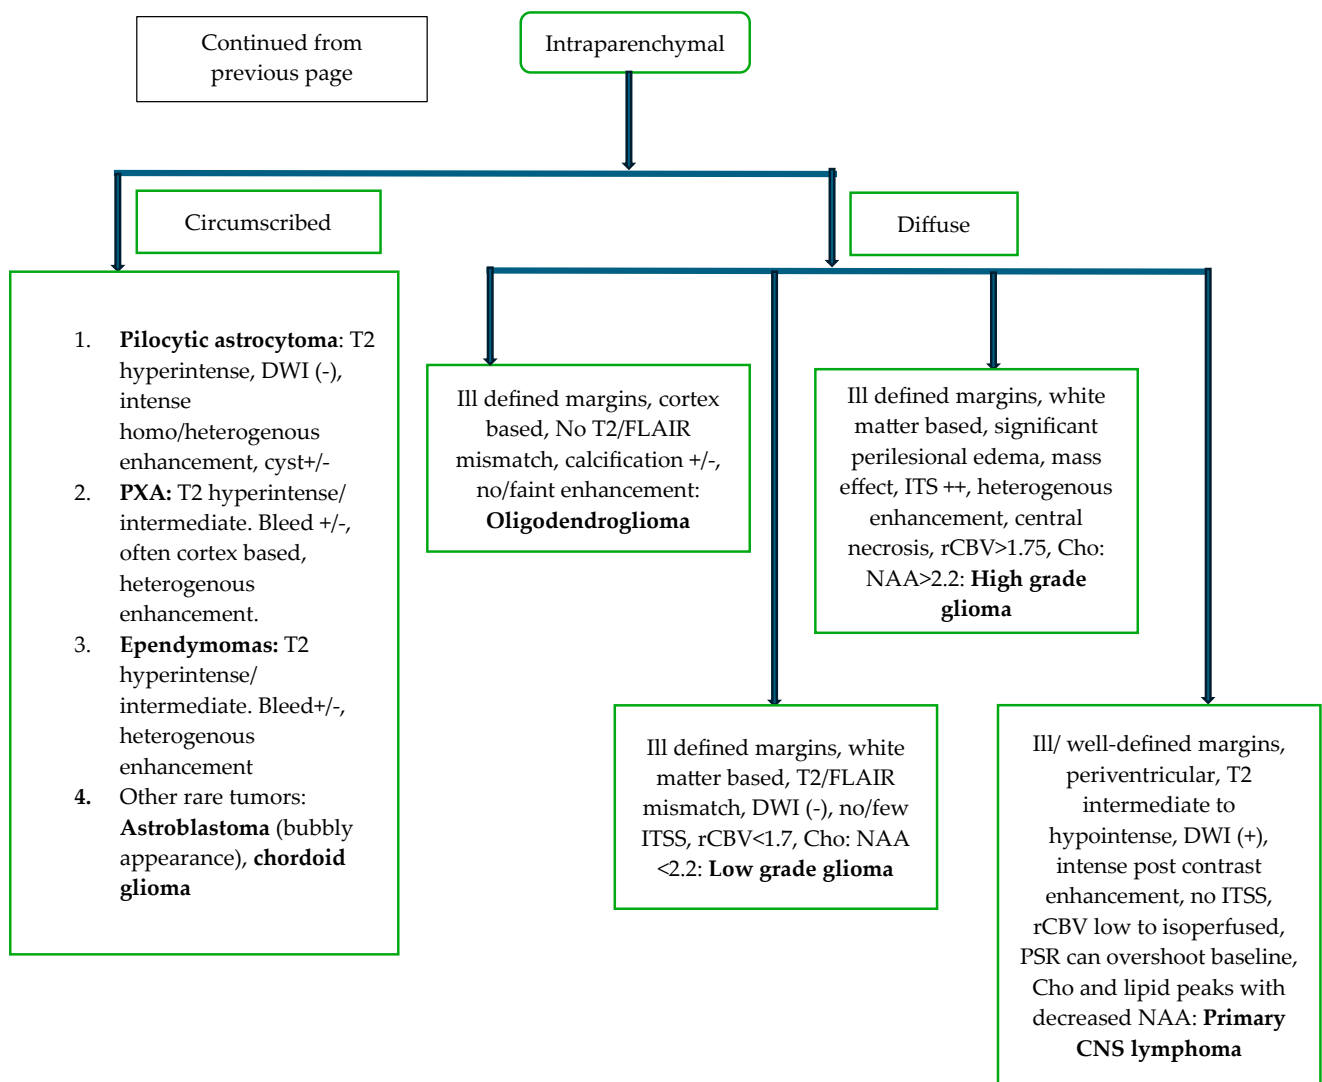 Continued from
previous page
Intraparenchymal
Circumscribed
Diffuse
1. Pilocytic astrocytoma: T2
hyperintense, DWI (-),
intense
homo/heterogenous
enhancement, cyst+/-
2. PXA: T2 hyperintense/
intermediate. Bleed +/-,
often cortex based,
heterogenous
enhancement.
3. Ependymomas: T2
hyperintense/
intermediate. Bleed+/-,
heterogenous
enhancement
4. Other rare tumors:
Astroblastoma (bubbly
appearance), chordoid
glioma
Ill defined margins, cortex
based, No T2/FLAIR
mismatch, calcification +/-,
no/faint enhancement:
Oligodendroglioma
Ill defined margins, white
matter based, significant
perilesional edema, mass
effect, ITS ++, heterogenous
enhancement, central
necrosis, rCBV>1.75, Cho:
NAA>2.2: High grade
glioma
Ill defined margins, white
matter based, T2/FLAIR
mismatch, DWI (-), no/few
ITSS, rCBV<1.7, Cho: NAA
<2.2: Low grade glioma
Ill/ well-defined margins,
periventricular, T2
intermediate to
hypointense, DWI (+),
intense post contrast
enhancement, no ITSS,
rCBV low to isoperfused,
PSR can overshoot baseline,
Cho and lipid peaks with
decreased NAA: Primary
CNS lymphoma